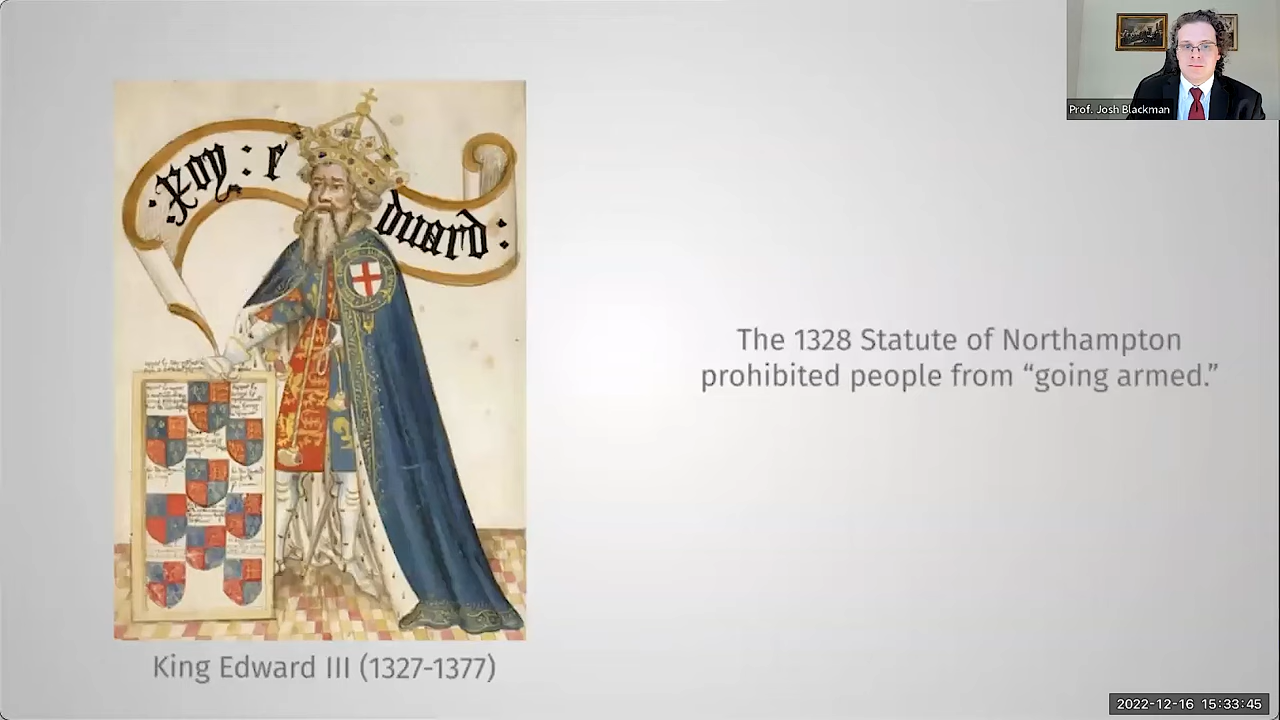 Prof. Josh Blackman
Roy : e
duard :
The 1328 Statute of Northampton
prohibited people from “going armed.”
King Edward III (1327-1377)
2022-12-16 15:33:45